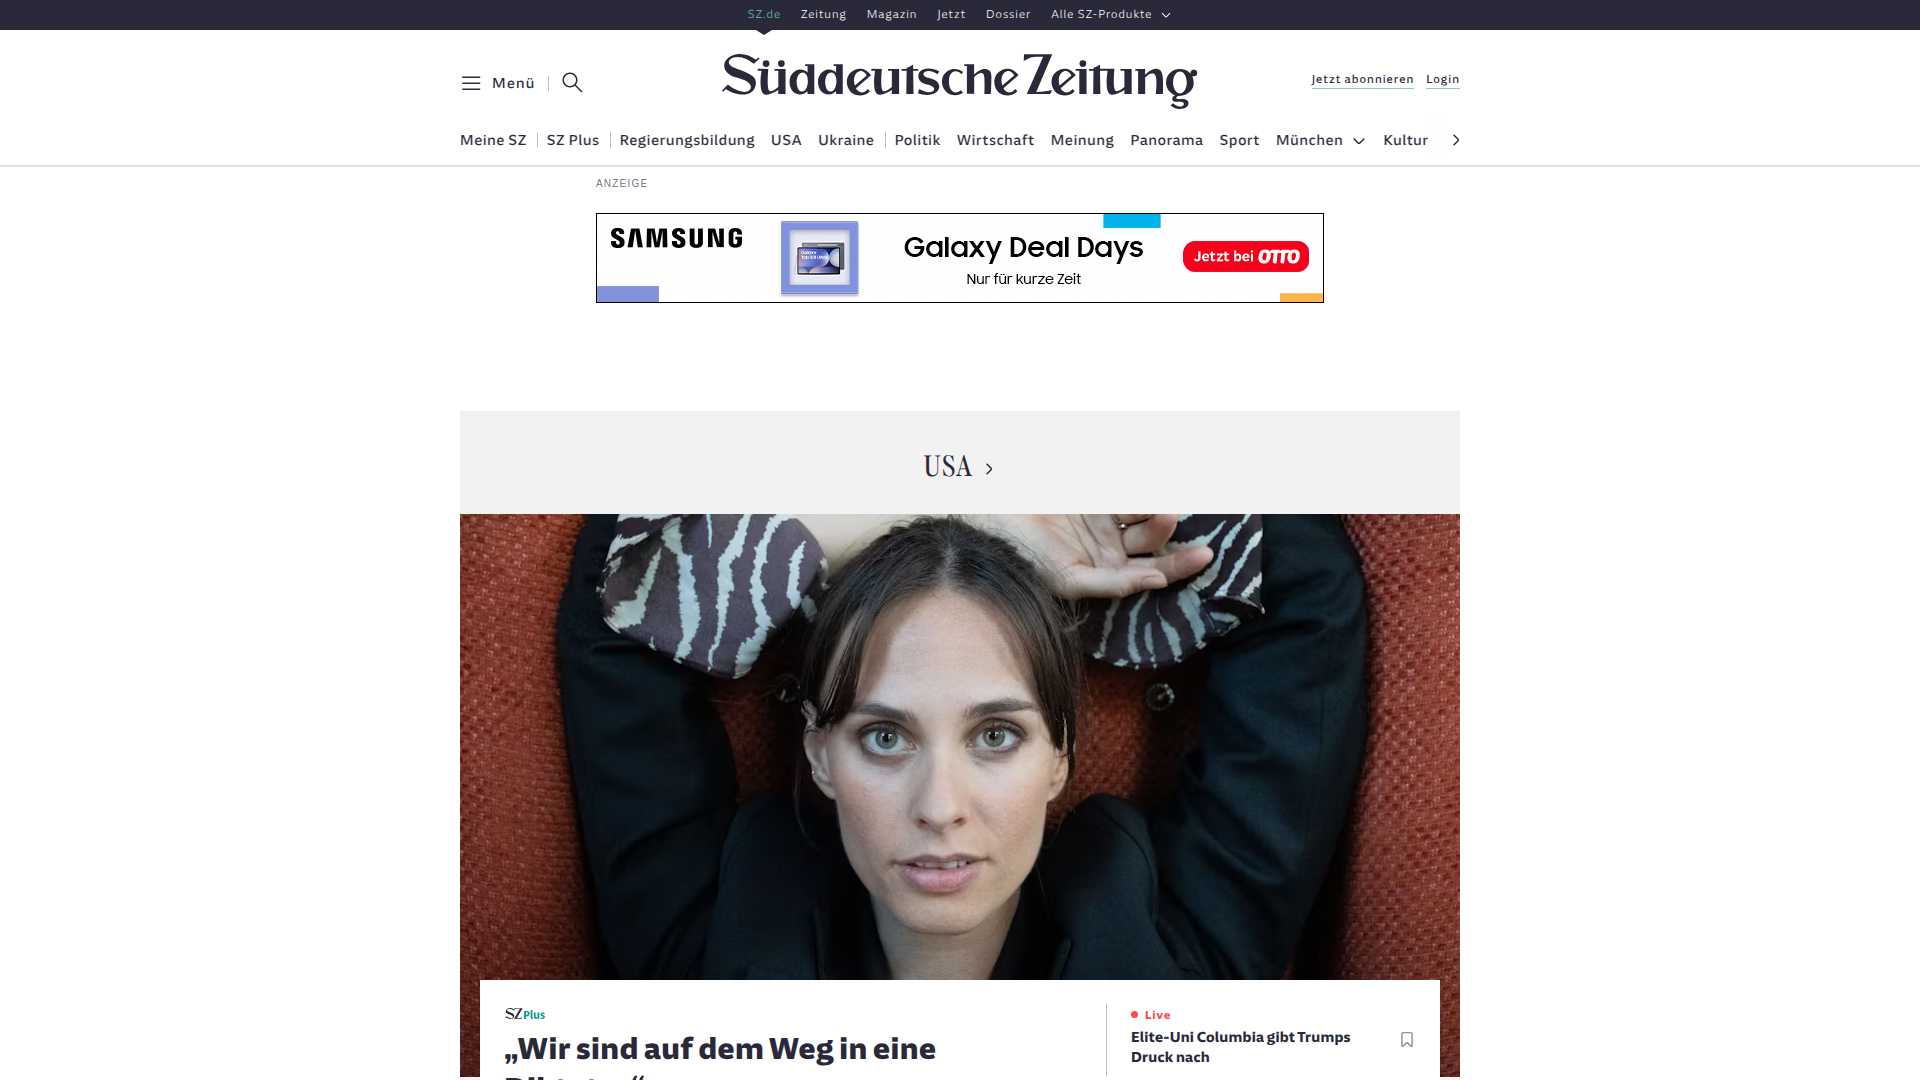 SZ.de Zeitung Magazin Jetzt Dossier Alle SZ-Produkte
Menü
Süddeutsche Zeitung
Jetzt abonnieren Login
Meine SZ SZ Plus Regierungsbildung USA Ukraine Politik Wirtschaft Meinung Panorama Sport München Kultur
ANZEIGE
SAMSUNG
Galaxy Deal Days
Nur für kurze Zeit
Jetzt bei OTTO
USA
SZ Plus
„Wir sind auf dem Weg in eine
Live
Elite-Uni Columbia gibt Trumps
Druck nach